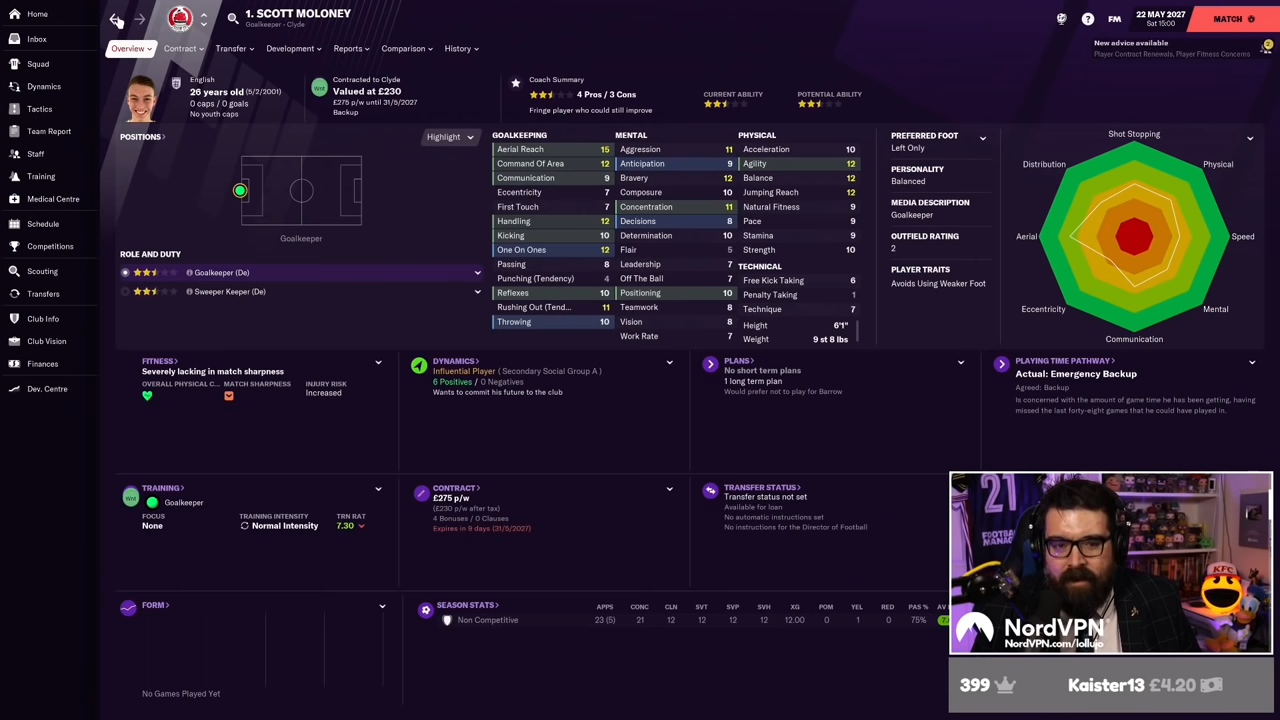 Home
Inbox
Squad
Dynamics
Tactics
Team Report
Staff
Training
Medical Centre
Schedule
Competitions
Scouting
Transfers
Club Info
Club Vision
Finances
Dev. Centre
1. SCOTT MOLONEY
Goalkeeper - Clyde
FM
22 MAY 2027
Sat 15:00
MATCH
Overview
Contract
Transfer
Development
Reports
Comparison
History
New advice available
Player Contract Renewals, Player Fitness Concerns
English
26 years old (5/2/2001)
0 caps / 0 goals
No youth caps
Wnt
Contracted to Clyde
Valued at £230
£275 p/w until 31/5/2027
Backup
Coach Summary
4 Pros / 3 Cons
Fringe player who could still improve
CURRENT ABILITY
POTENTIAL ABILITY
POSITIONS
Highlight
Goalkeeper
ROLE AND DUTY
Goalkeeper (De)
Sweeper Keeper (De)
GOALKEEPING
Aerial Reach 15
Command Of Area 12
Communication 9
Eccentricity 7
First Touch 7
Handling 12
Kicking 10
One On Ones 12
Passing 8
Punching (Tendency) 4
Reflexes 10
Rushing Out (Tend... 11
Throwing 10
MENTAL
Aggression 11
Anticipation 9
Bravery 12
Composure 10
Concentration 11
Decisions 8
Determination 10
Flair 5
Leadership 7
Off The Ball 7
Positioning 10
Teamwork 8
Vision 8
Work Rate 7
PHYSICAL
Acceleration 10
Agility 12
Balance 12
Jumping Reach 12
Natural Fitness 9
Pace 9
Stamina 9
Strength 10
TECHNICAL
Free Kick Taking 6
Penalty Taking 1
Technique 7
Height 6'1"
Weight 9 st 8 lbs
PREFERRED FOOT
Left Only
PERSONALITY
Balanced
MEDIA DESCRIPTION
Goalkeeper
OUTFIELD RATING
2
PLAYER TRAITS
Avoids Using Weaker Foot
Shot Stopping
Distribution
Physical
Aerial
Speed
Eccentricity
Mental
Communication
FITNESS
Severely lacking in match sharpness
OVERALL PHYSICAL C...
MATCH SHARPNESS
INJURY RISK
Increased
DYNAMICS
Influential Player ( Secondary Social Group A )
6 Positives / 0 Negatives
Wants to commit his future to the club
PLANS
No short term plans
1 long term plan
Would prefer not to play for Barrow
PLAYING TIME PATHWAY
Actual: Emergency Backup
Agreed: Backup
Is concerned with the amount of game time he has been getting, having
missed the last forty-eight games that he could have played in.
TRAINING
Wnt
Goalkeeper
FOCUS
None
TRAINING INTENSITY
Normal Intensity
TRN RAT
7.30
CONTRACT
£275 p/w
(£230 p/w after tax)
4 Bonuses / 0 Clauses
Expires in 9 days (31/5/2027)
TRANSFER STATUS
Transfer status not set
Available for loan
No automatic instructions set
No instructions for the Director of Football
FORM
No Games Played Yet
SEASON STATS
APPS CONC CLN SVT SVP SVH XG POM YEL RED PAS %
Non Competitive 23 (5) 21 12 12 12 12 12.00 0 1 0 75%
21
FOOTBALL
KFC
NordVPN
NordVPN.com/lollujo
399
Kaister13 £4.20